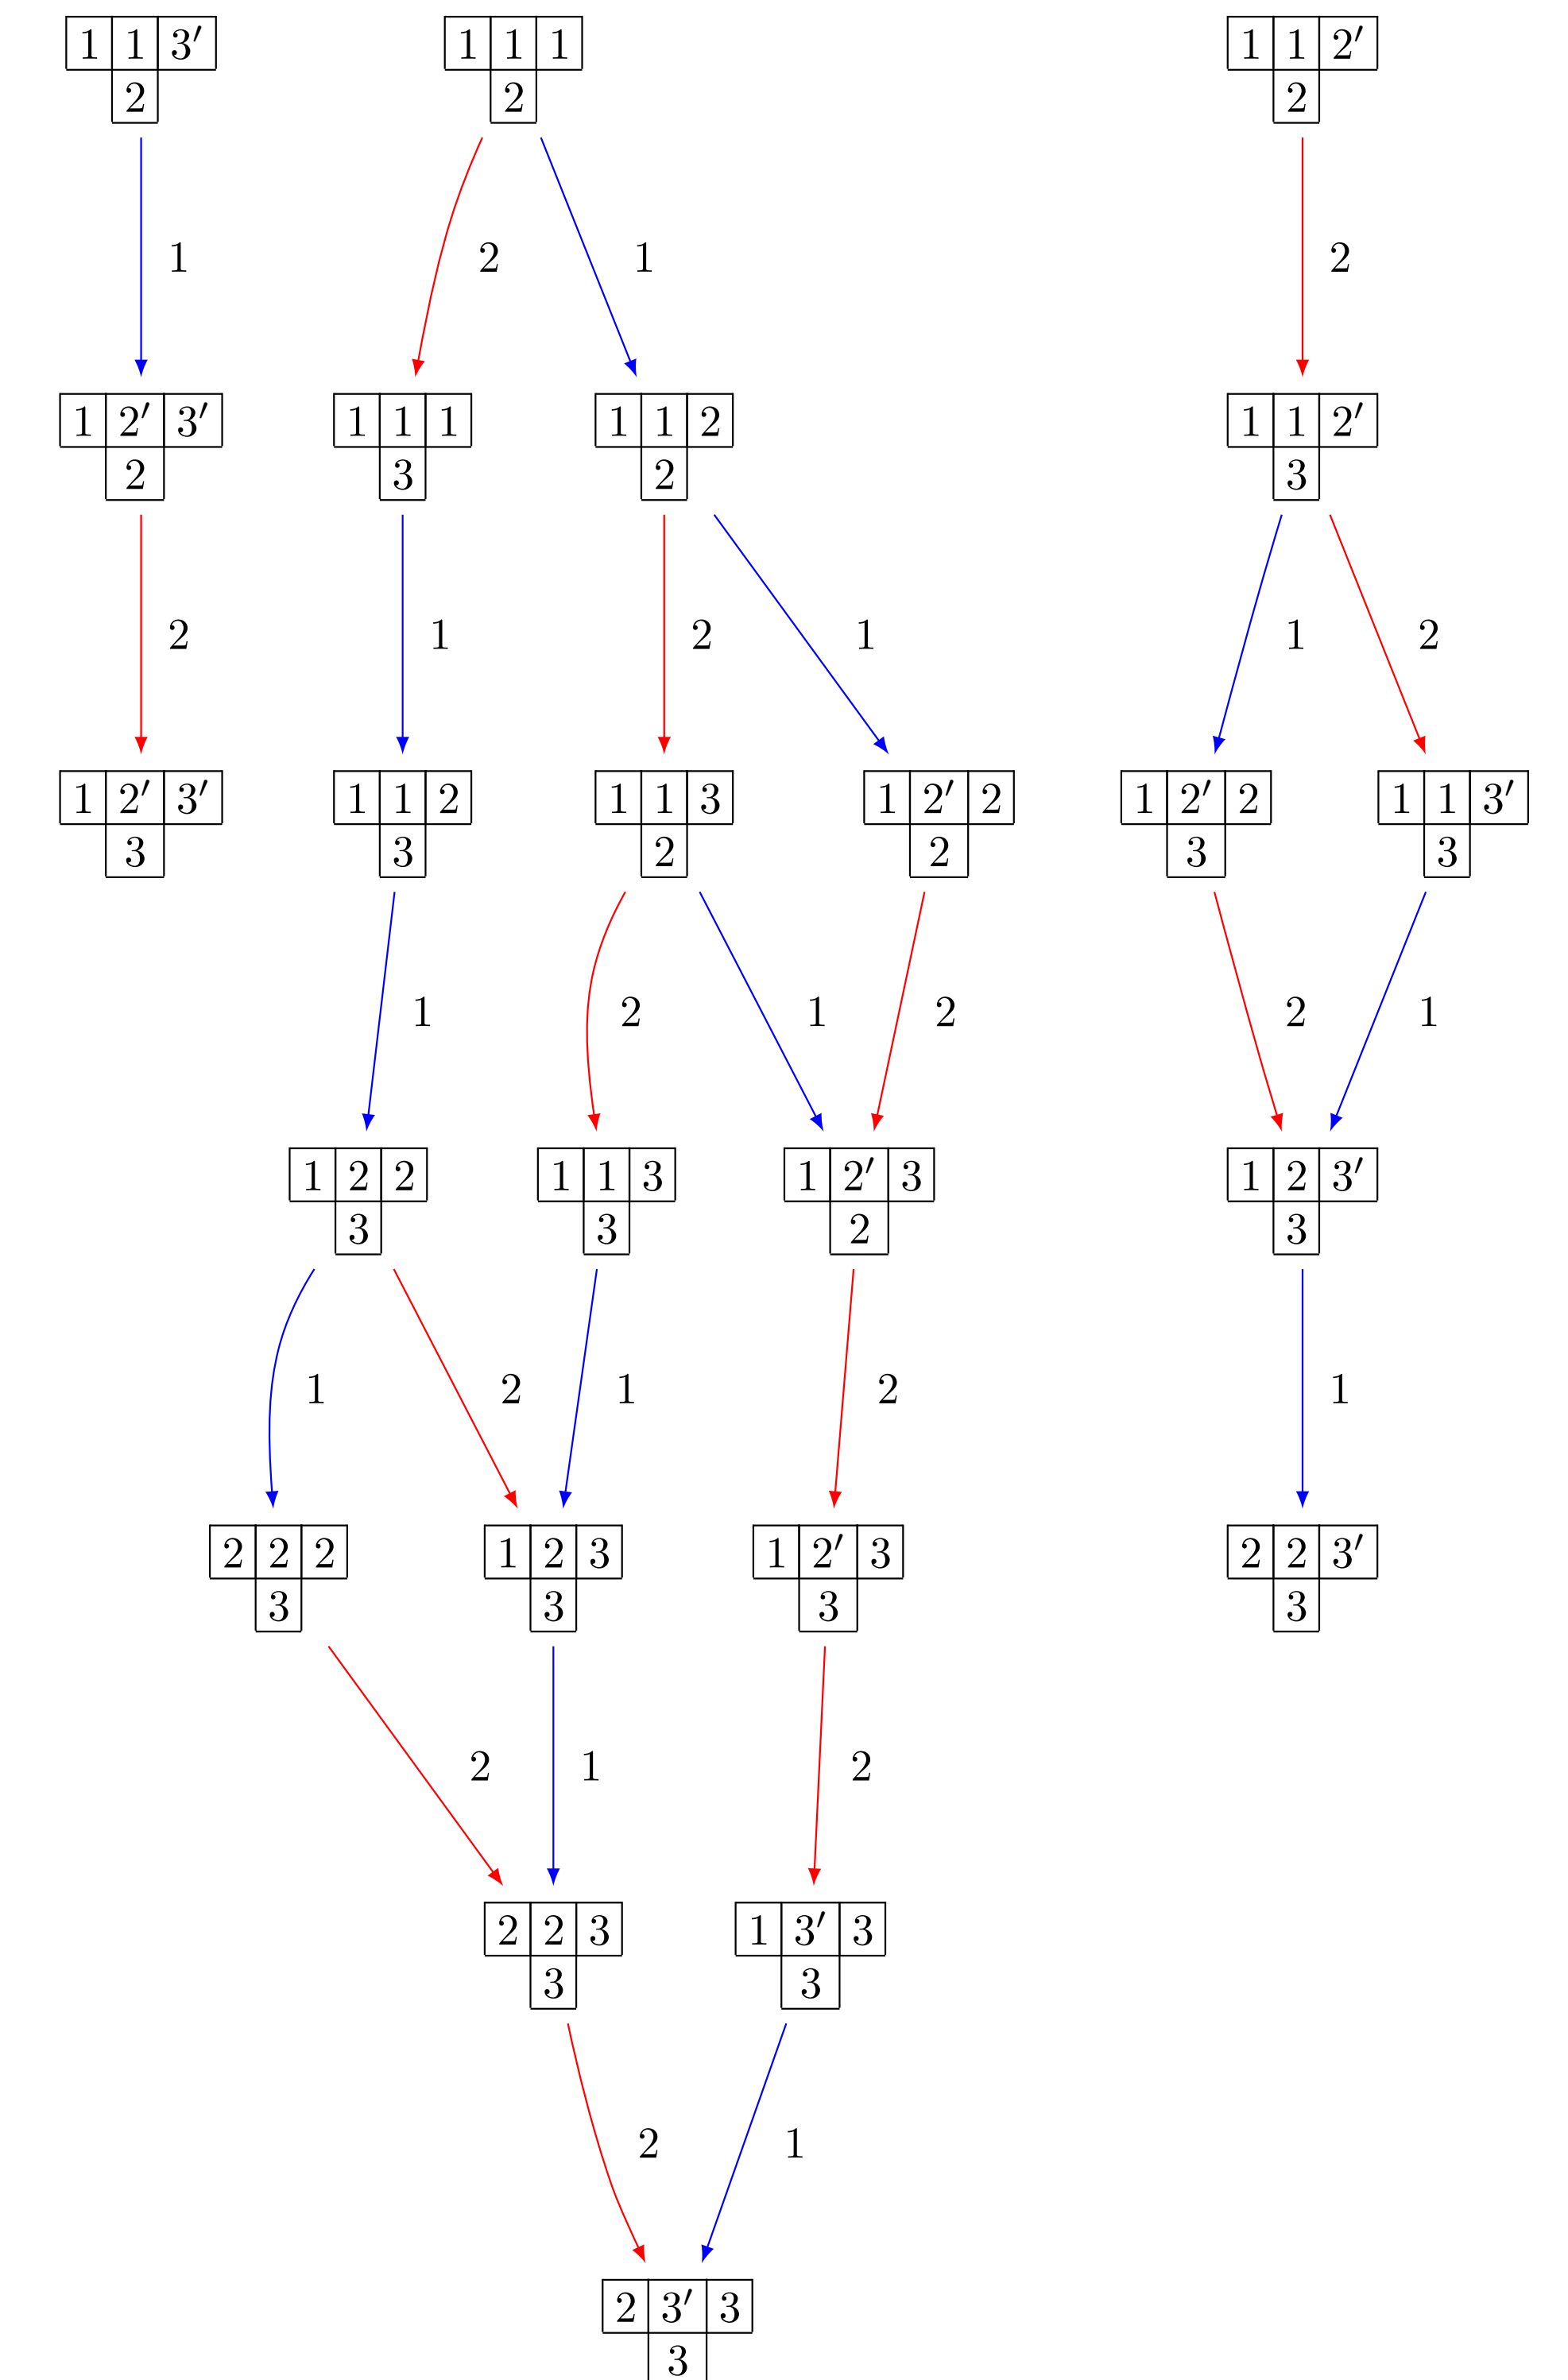 1 1 3′ 1 1 1 1 1 2′
2 2 2
1 2 1 2
1 2′ 3′ 1 1 1 1 1 2 1 1 2′
2 3 2 3
2 1 2 1 1 2
1 2′ 3′ 1 1 2 1 1 3 1 2′ 2 1 2′ 2 1 1 3′
3 3 2 2 3 3
1 2 1 2 2 1
1 2 2 1 1 3 1 2′ 3 1 2 3′
3 3 2 3
1 2 1 2 1
2 2 2 1 2 3 1 2′ 3 2 2 3′
3 3 3 3
2 1 2
2 2 3 1 3′ 3
3 3
2 1
2 3′ 3
3